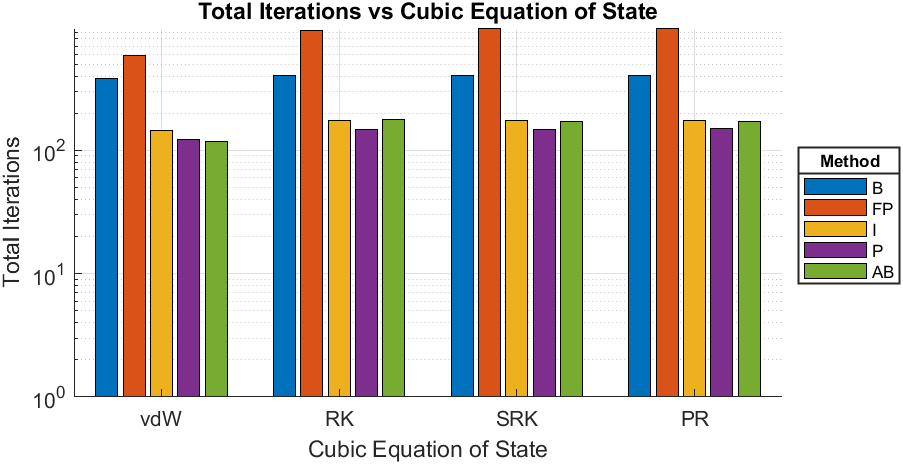 Total Iterations vs Cubic Equation of State
Total Iterations
10^2
10^1
10^0
vdW
RK
SRK
PR
Cubic Equation of State
Method
B
FP
I
P
AB